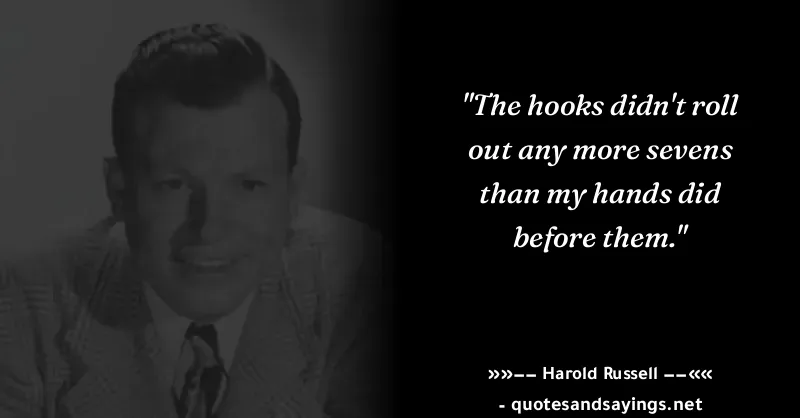 "The hooks didn't roll
out any more sevens
than my hands did
before them."
»»−− Harold Russell −−««
- quotesandsayings.net